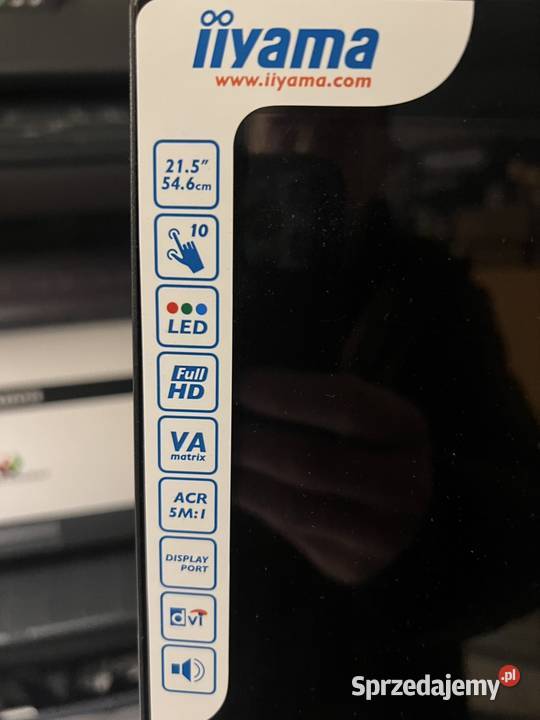 iiyama
www.iiyama.com
21.5"
54.6cm
10
LED
Full
HD
VA
matrix
ACR
5M:1
DISPLAY
PORT
dvi
Sprzedajemy.pl